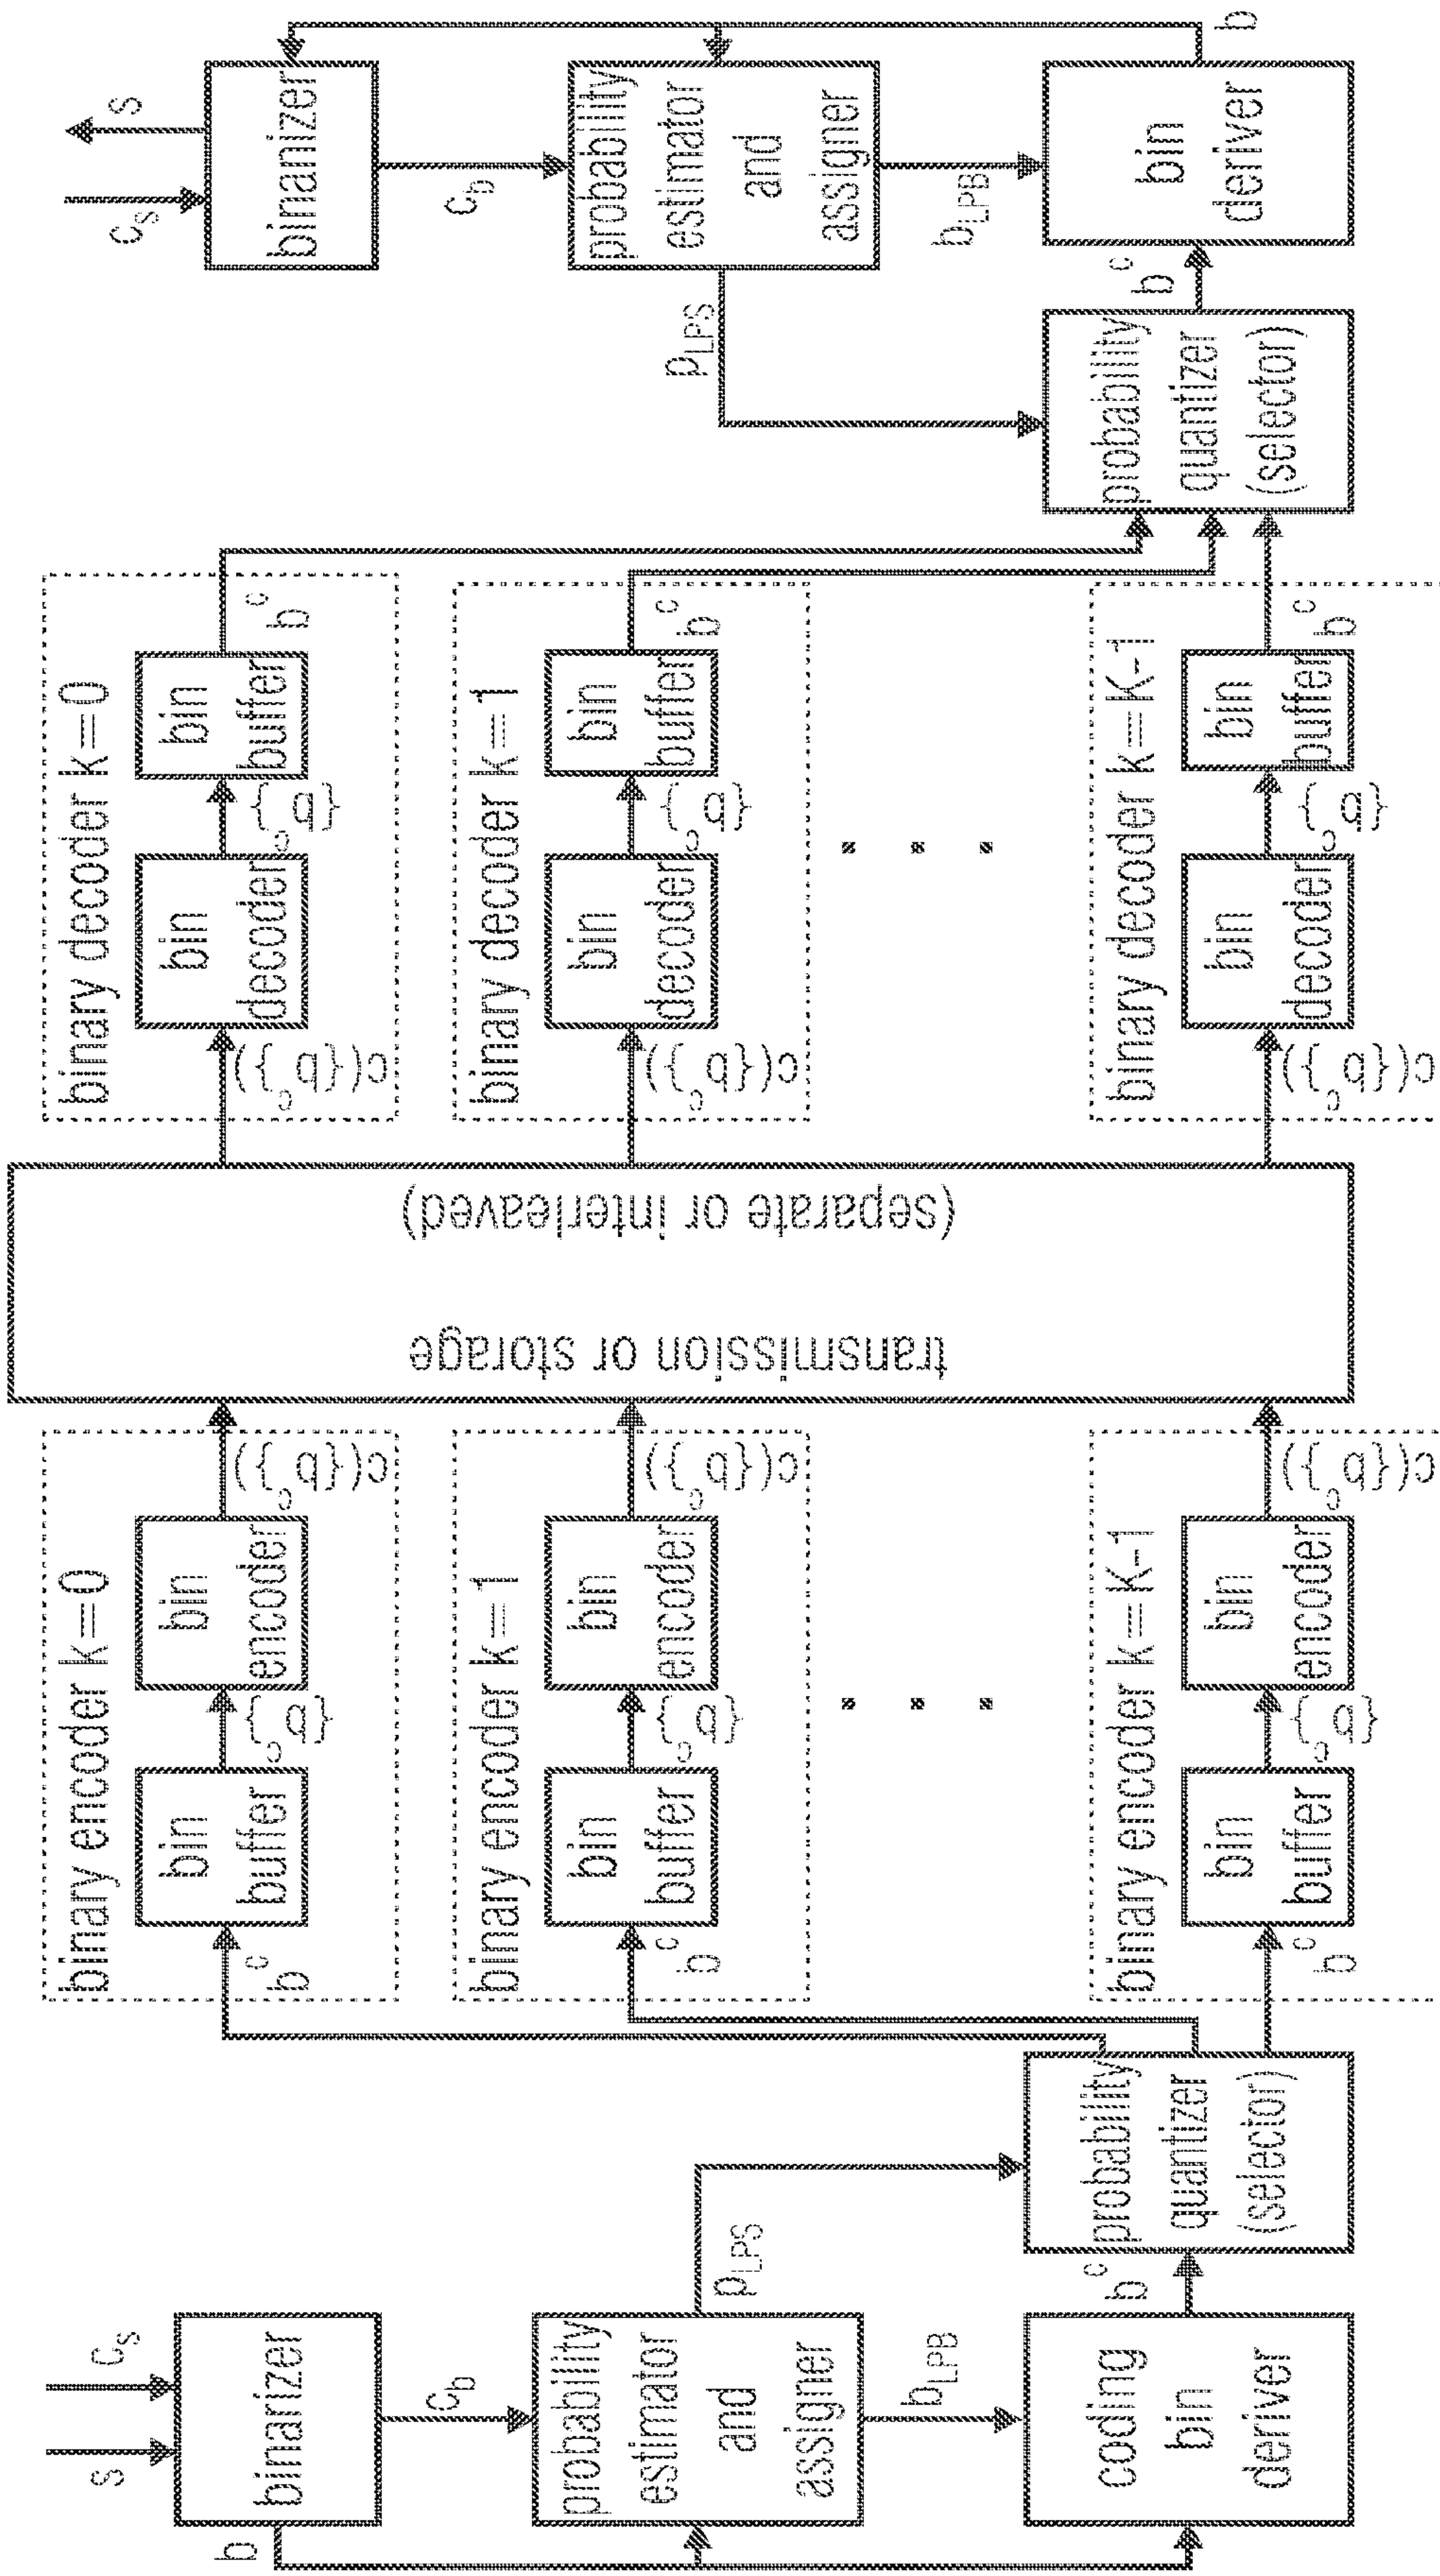 s
c_s
b
binarizer
c_b
probability
estimator
and
assigner
p_LPS
b_LPB
coding
bin
deriver
b^c
probability
quantizer
(selector)
binary encoder k=0
b^c
bin
buffer
{b^c}
bin
encoder
c({b^c})
binary encoder k=1
b^c
bin
buffer
{b^c}
bin
encoder
c({b^c})
. . .
binary encoder k=K-1
b^c
bin
buffer
{b^c}
bin
encoder
c({b^c})
transmission or storage
(separate or interleaved)
binary decoder k=0
c({b^c})
bin
decoder
{b^c}
bin
buffer
b^c
binary decoder k=1
c({b^c})
bin
decoder
{b^c}
bin
buffer
b^c
. . .
binary decoder k=K-1
c({b^c})
bin
decoder
{b^c}
bin
buffer
b^c
c_s
s
binanizer
c_b
probability
estimator
and
assigner
p_LPS
b_LPB
probability
quantizer
(selector)
b^c
bin
deriver
b